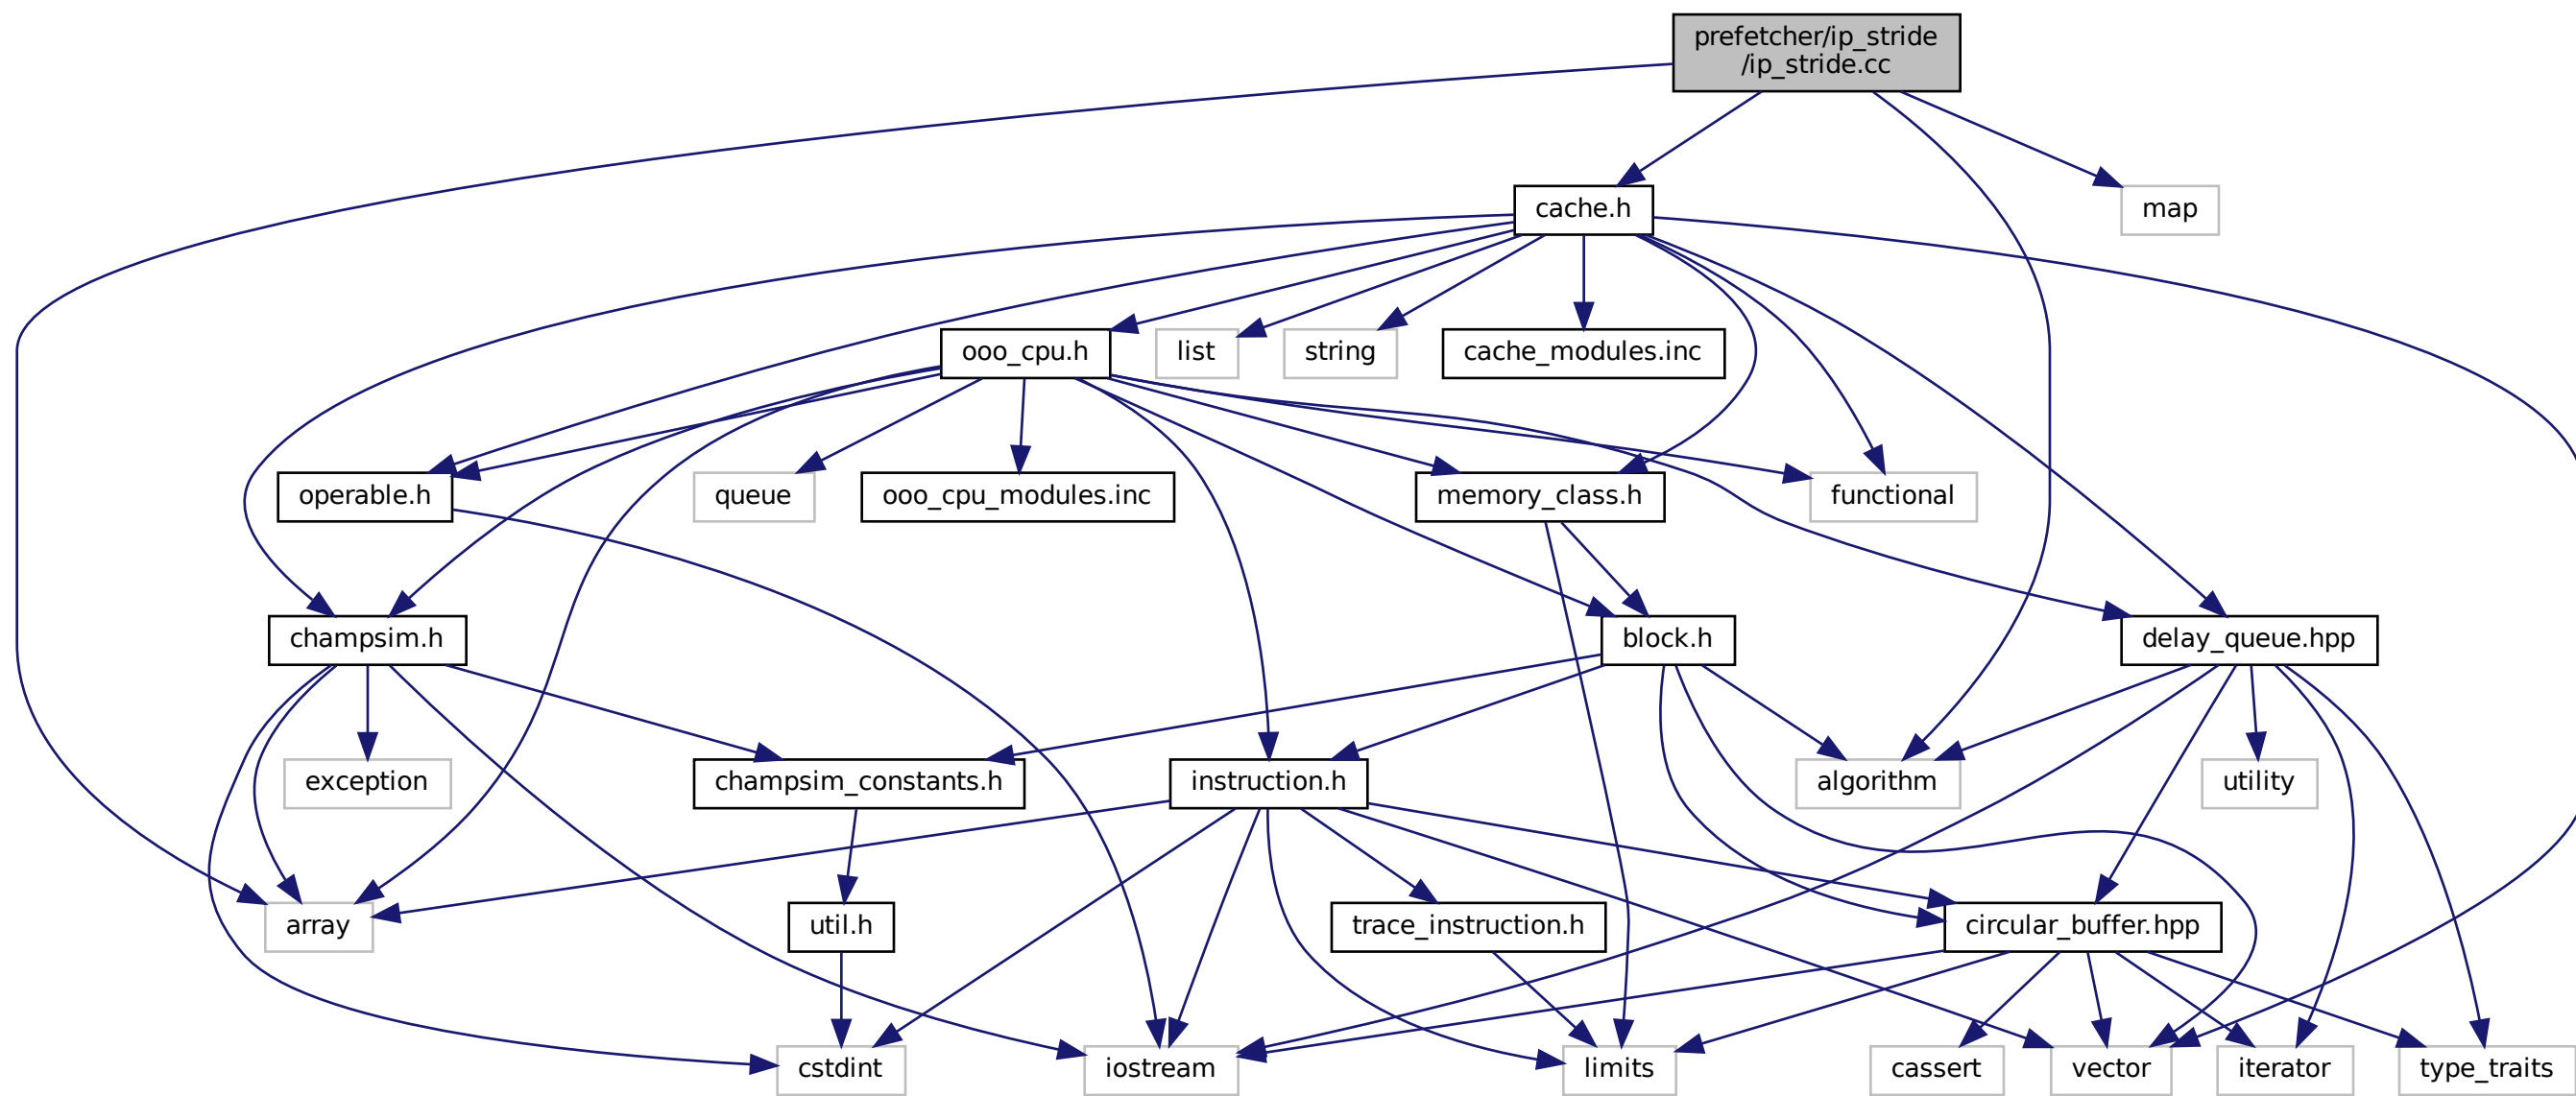 prefetcher/ip_stride
/ip_stride.cc
cache.h
map
ooo_cpu.h
list
string
cache_modules.inc
operable.h
queue
ooo_cpu_modules.inc
memory_class.h
functional
champsim.h
block.h
delay_queue.hpp
exception
champsim_constants.h
instruction.h
algorithm
utility
array
util.h
trace_instruction.h
circular_buffer.hpp
cstdint
iostream
limits
cassert
vector
iterator
type_traits